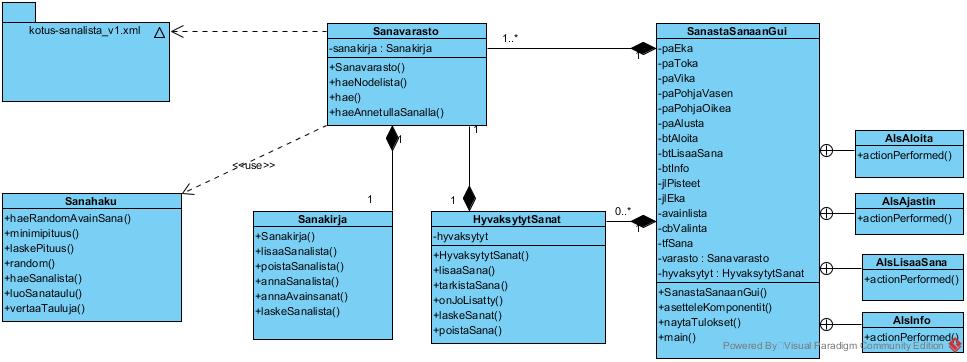 kotus-sanalista_v1.xml
Sanavarasto
-sanakirja : Sanakirja
+Sanavarasto()
+haeNodelista()
+hae()
+haeAnnetullaSanalla()
1..*
1
SanastaSanaanGui
-paEka
-paToka
-paVika
-paPohjaVasen
-paPohjaOikea
-paAlusta
-btAloita
-btLisaaSana
-btInfo
-jlPisteet
-jlEka
-avainlista
-cbValinta
-tfSana
-varasto : Sanavarasto
-hyvaksytyt : HyvaksytytSanat
+SanastaSanaanGui()
+asetteleKomponentit()
+naytaTulokset()
+main()
AlsAloita
+actionPerformed()
AlsAjastin
+actionPerformed()
AlsLisaaSana
+actionPerformed()
AlsInfo
+actionPerformed()
<<use>>
1
1
1
1
0..*
1
Sanahaku
+haeRandomAvainSana()
+minimipituus()
+laskePituus()
+random()
+haeSanalista()
+luoSanataulu()
+vertaaTauluja()
Sanakirja
+Sanakirja()
+lisaaSanalista()
+poistaSanalista()
+annaSanalista()
+annaAvainsanat()
+laskeSanalista()
HyvaksytytSanat
-hyvaksytyt
+HyvaksytytSanat()
+lisaaSana()
+tarkistaSana()
+onJoLisatty()
+laskeSanat()
+poistaSana()
Powered By Visual Paradigm Community Edition